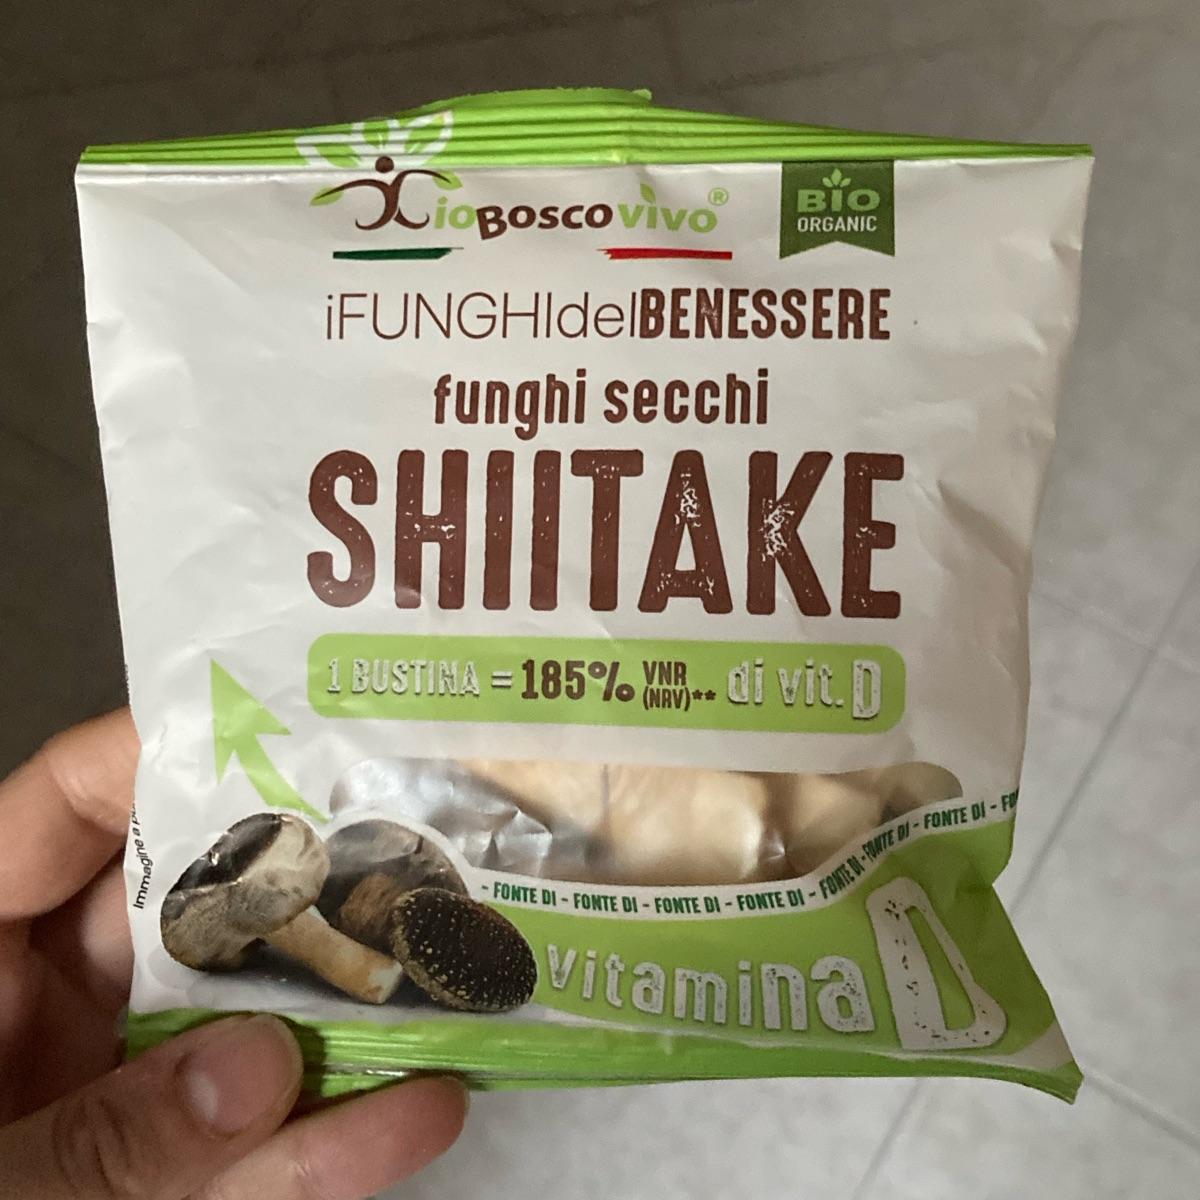 ioBoscovivo®
BIO
ORGANIC
iFUNGHIdelBENESSERE
funghi secchi
SHIITAKE
1 BUSTINA = 185% VNR (NRV)** di vit. D
- FONTE DI - FONTE DI - FONTE DI - FONTE DI - FONTE DI - FONTE DI - FONTE DI - FO
vitamina D
Immagine a